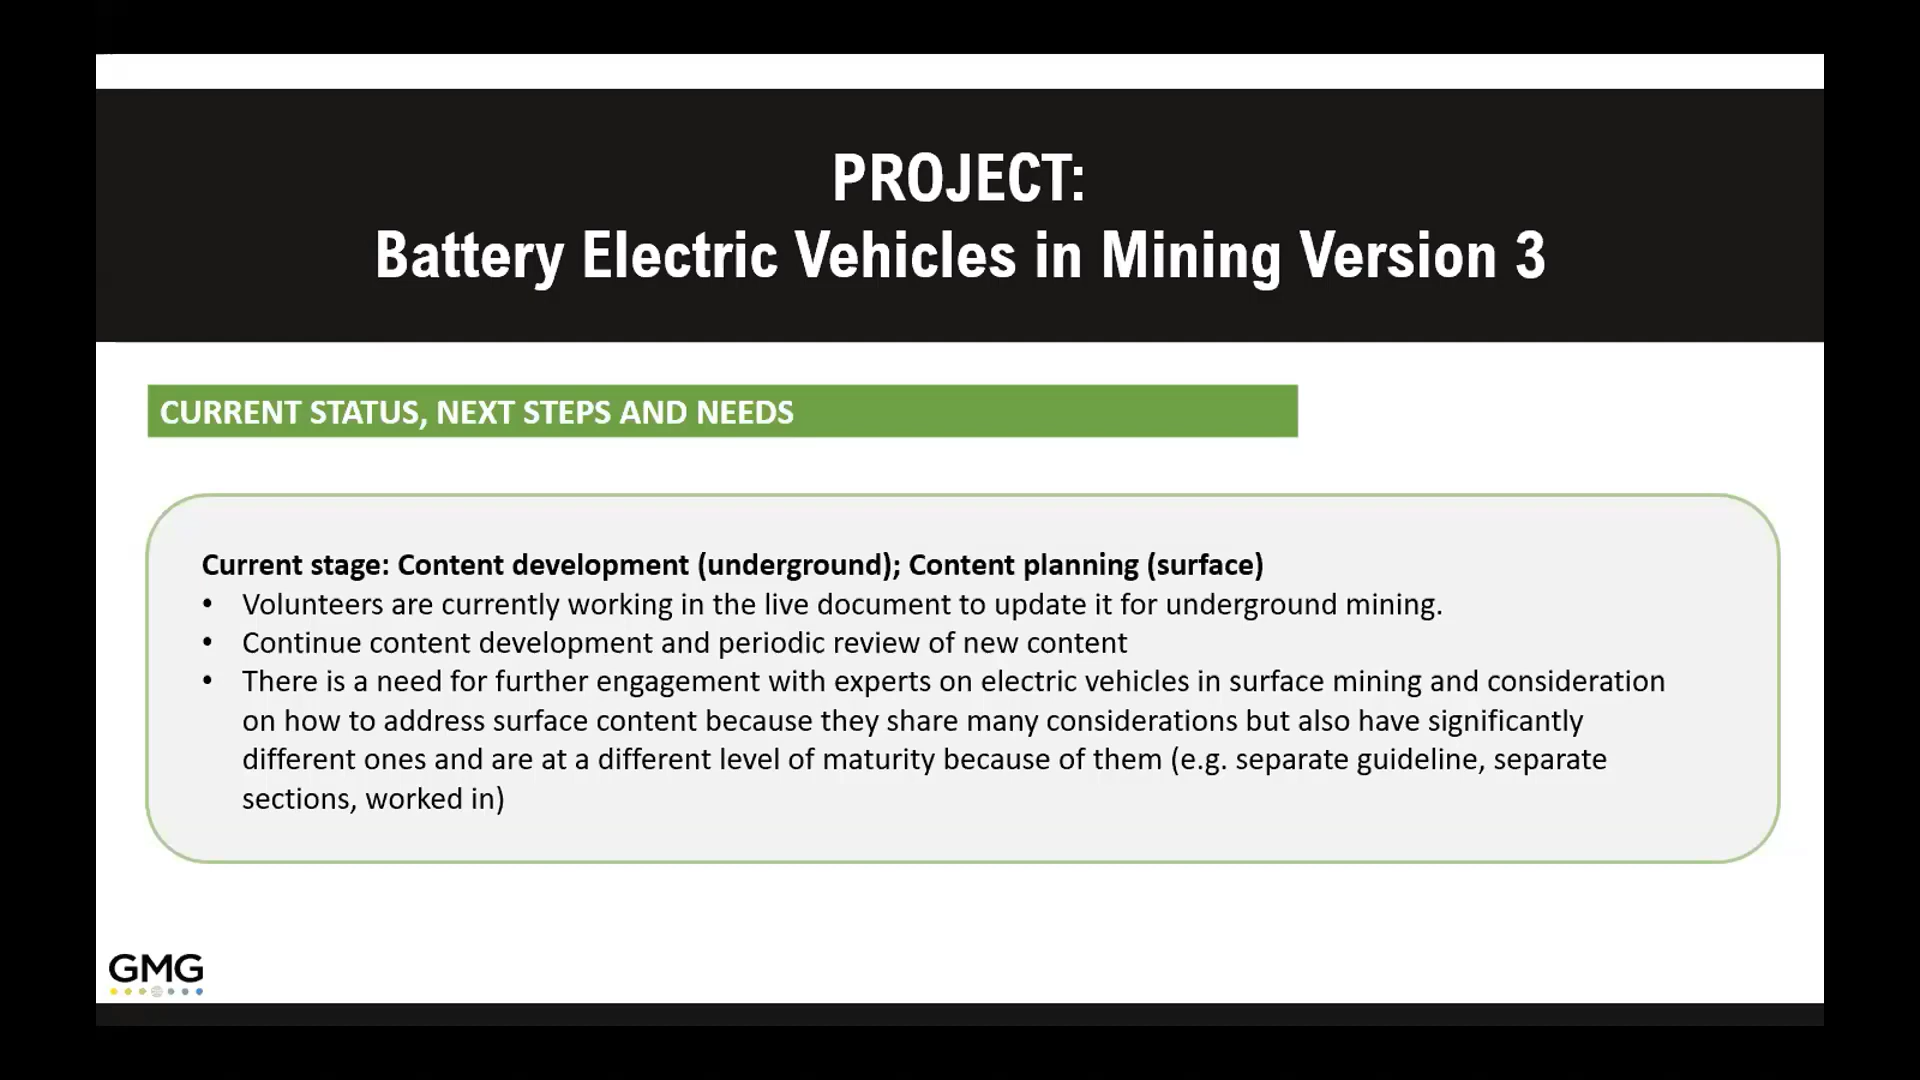 PROJECT:
Battery Electric Vehicles in Mining Version 3
CURRENT STATUS, NEXT STEPS AND NEEDS
Current stage: Content development (underground); Content planning (surface)
• Volunteers are currently working in the live document to update it for underground mining.
• Continue content development and periodic review of new content
• There is a need for further engagement with experts on electric vehicles in surface mining and consideration
on how to address surface content because they share many considerations but also have significantly
different ones and are at a different level of maturity because of them (e.g. separate guideline, separate
sections, worked in)
GMG